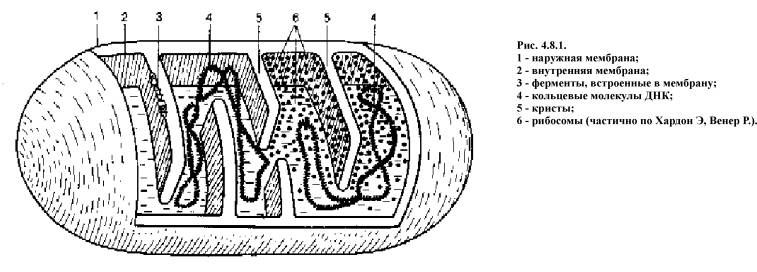 1 2 3 4 5 6 5 4
Рис. 4.8.1.
1 - наружная мембрана;
2 - внутренняя мембрана;
3 - ферменты, встроенные в мембрану;
4 - кольцевые молекулы ДНК;
5 - кристы;
6 - рибосомы (частично по Хардон Э, Венер Р.).